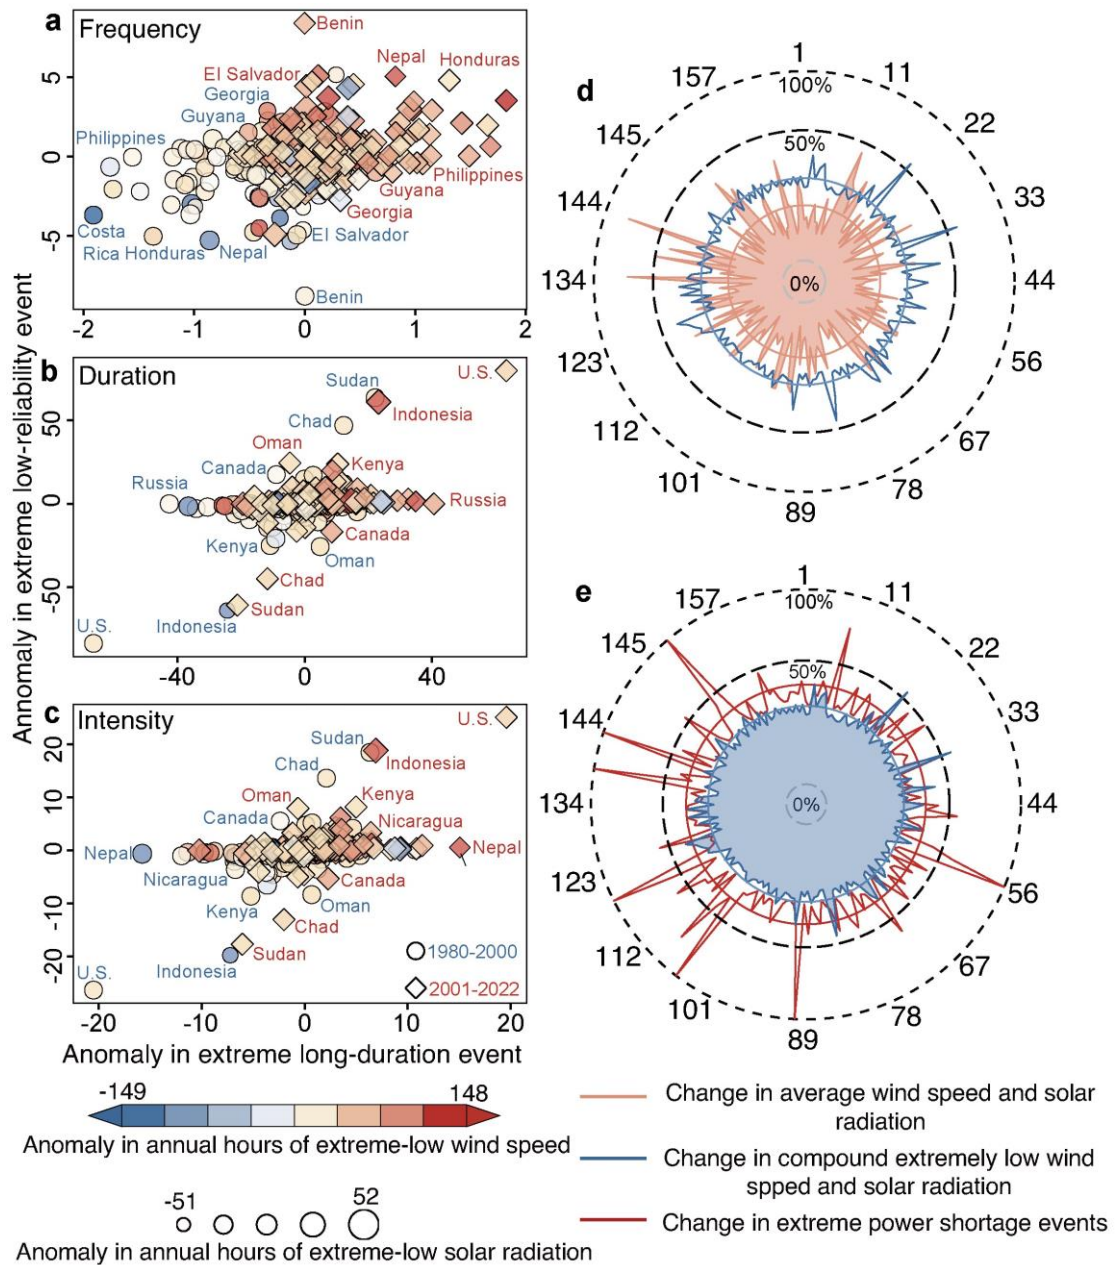 a
Frequency
Benin
Nepal
Honduras
El Salvador
Georgia
Guyana
Philippines
Philippines
Guyana
Georgia
Costa
Rica Honduras
Nepal
El Salvador
Benin
5
0
-5
-2
-1
0
1
2
b
Duration
Sudan
U.S.
Indonesia
Chad
Oman
Canada
Kenya
Russia
Russia
Kenya
Canada
Oman
Chad
Sudan
Indonesia
U.S.
50
0
-50
-40
0
40
c
Intensity
U.S.
Sudan
Indonesia
Chad
Oman
Kenya
Canada
Nicaragua
Nepal
Nepal
Nicaragua
Canada
Kenya
Oman
Chad
Sudan
Indonesia
U.S.
1980-2000
2001-2022
20
10
0
-10
-20
-20
-10
0
10
20
Annomaly in extreme low-reliability event
Anomaly in extreme long-duration event
-149
148
Anomaly in annual hours of extreme-low wind speed
-51
52
Anomaly in annual hours of extreme-low solar radiation
d
1
11
22
33
44
56
67
78
89
101
112
123
134
144
145
157
100%
50%
0%
e
1
11
22
33
44
56
67
78
89
101
112
123
134
144
145
157
100%
50%
0%
Change in average wind speed and solar
radiation
Change in compound extremely low wind
spped and solar radiation
Change in extreme power shortage events